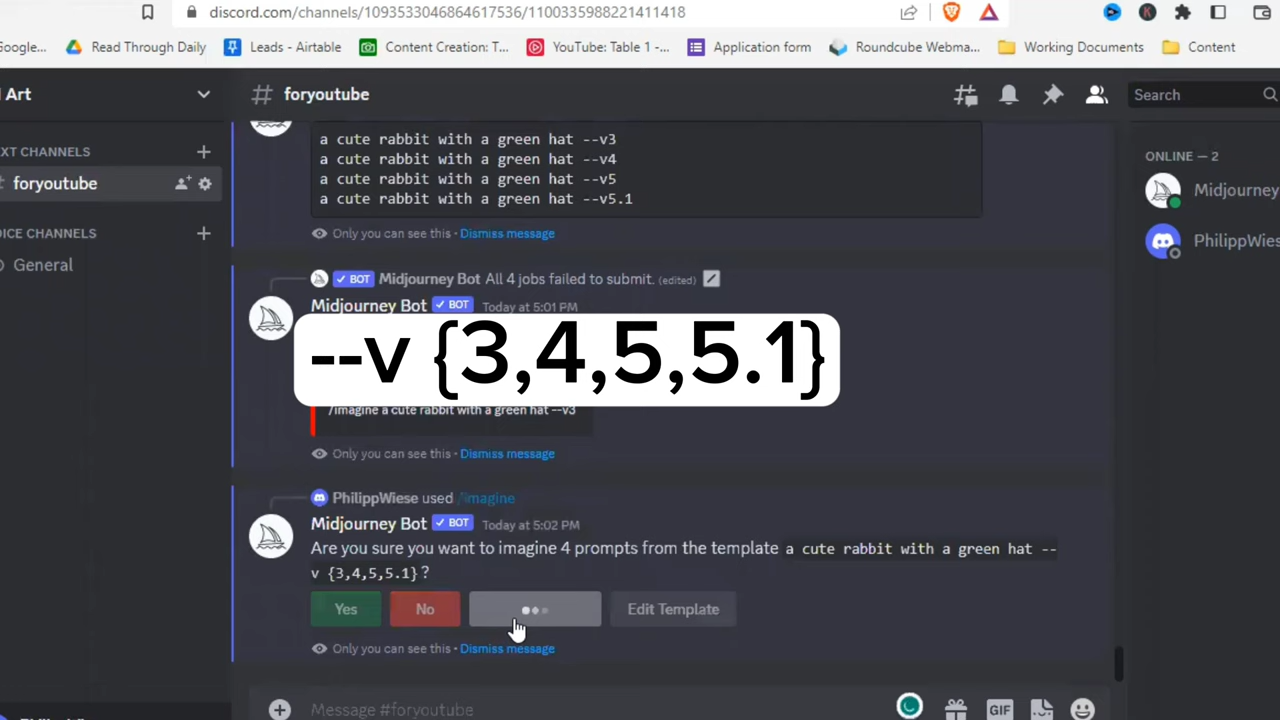 discord.com/channels/1093533046864617536/1100335988221411418
Google... Read Through Daily Leads - Airtable Content Creation: T... YouTube: Table 1 -... Application form Roundcube Webma... Working Documents Content
Art
# foryoutube
Search
a cute rabbit with a green hat --v3
a cute rabbit with a green hat --v4
a cute rabbit with a green hat --v5
a cute rabbit with a green hat --v5.1
Only you can see this • Dismiss message
EXT CHANNELS
foryoutube
OICE CHANNELS
General
ONLINE — 2
Midjourney
PhilippWies
BOT Midjourney Bot All 4 jobs failed to submit. (edited)
Midjourney Bot BOT Today at 5:01 PM
--v {3,4,5,5.1}
/imagine a cute rabbit with a green hat --v3
Only you can see this • Dismiss message
PhilippWiese used /imagine
Midjourney Bot BOT Today at 5:02 PM
Are you sure you want to imagine 4 prompts from the template a cute rabbit with a green hat --
v {3,4,5,5.1}?
Yes No Edit Template
Only you can see this • Dismiss message
Message #foryoutube
GIF